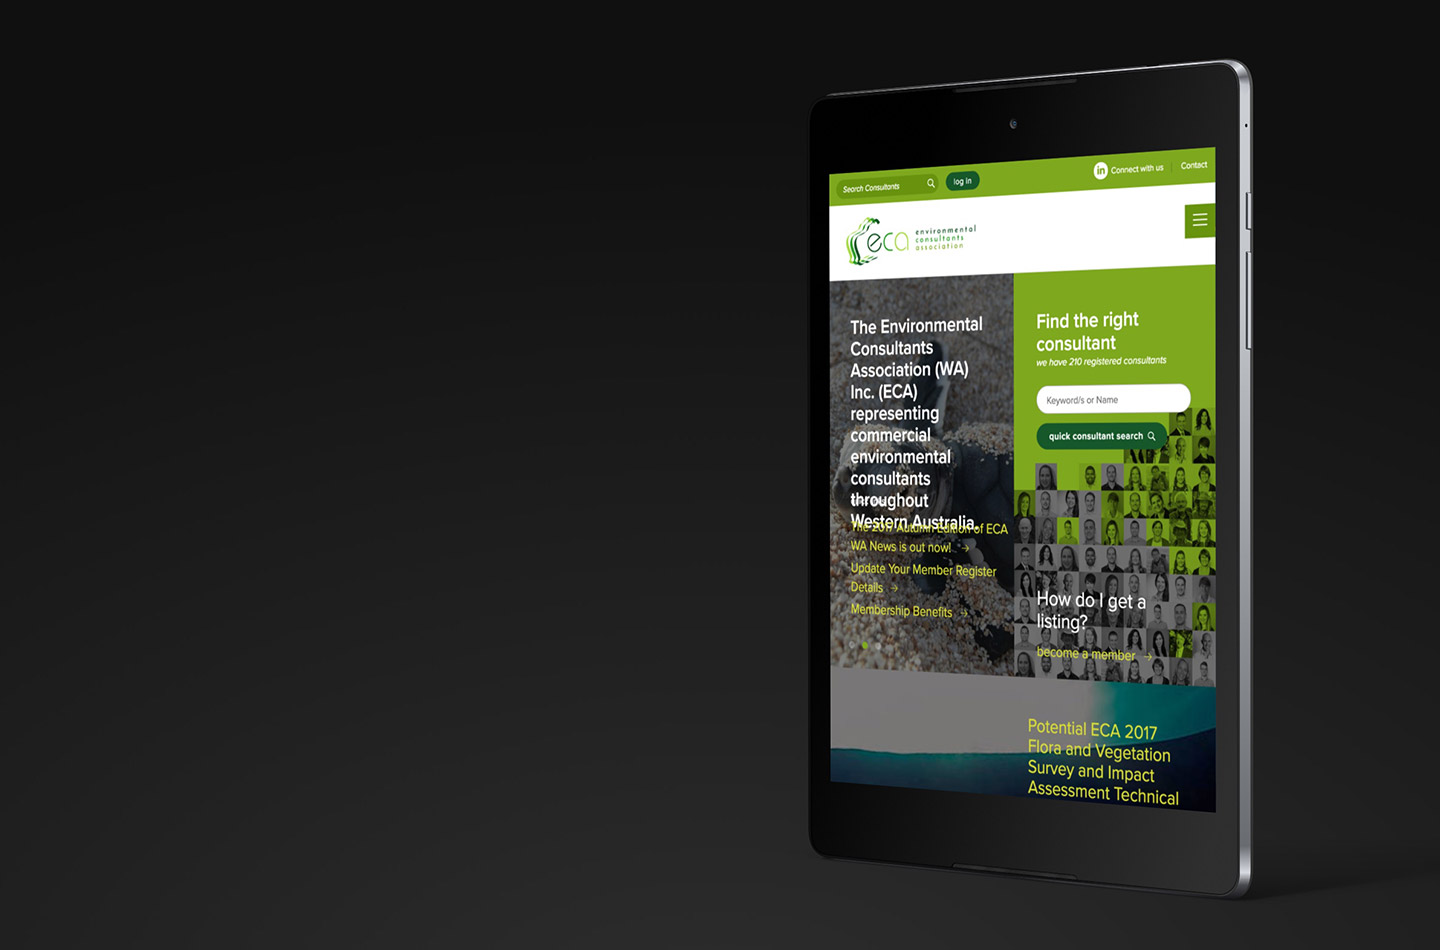 Search Consultants
log in
in
Connect with us
Contact
eca
environmental
consultants
association
The Environmental
Consultants
Association (WA)
Inc. (ECA)
representing
commercial
environmental
consultants
throughout
Western Australia.
The 2017 Autumn Edition of ECA
WA News is out now! →
Update Your Member Register
Details →
Membership Benefits →
Find the right
consultant
we have 210 registered consultants
Keyword/s or Name
quick consultant search
How do I get a
listing?
become a member →
Potential ECA 2017
Flora and Vegetation
Survey and Impact
Assessment Technical